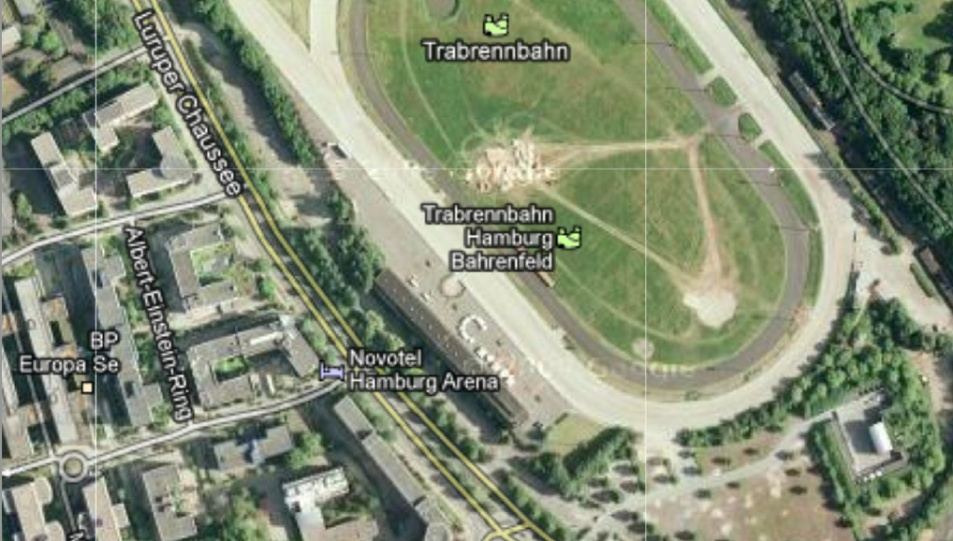 Trabrennbahn
Luruper Chaussee
Trabrennbahn
Hamburg
Bahrenfeld
Albert-Einstein-Ring
BP
Europa Se
Novotel
Hamburg Arena